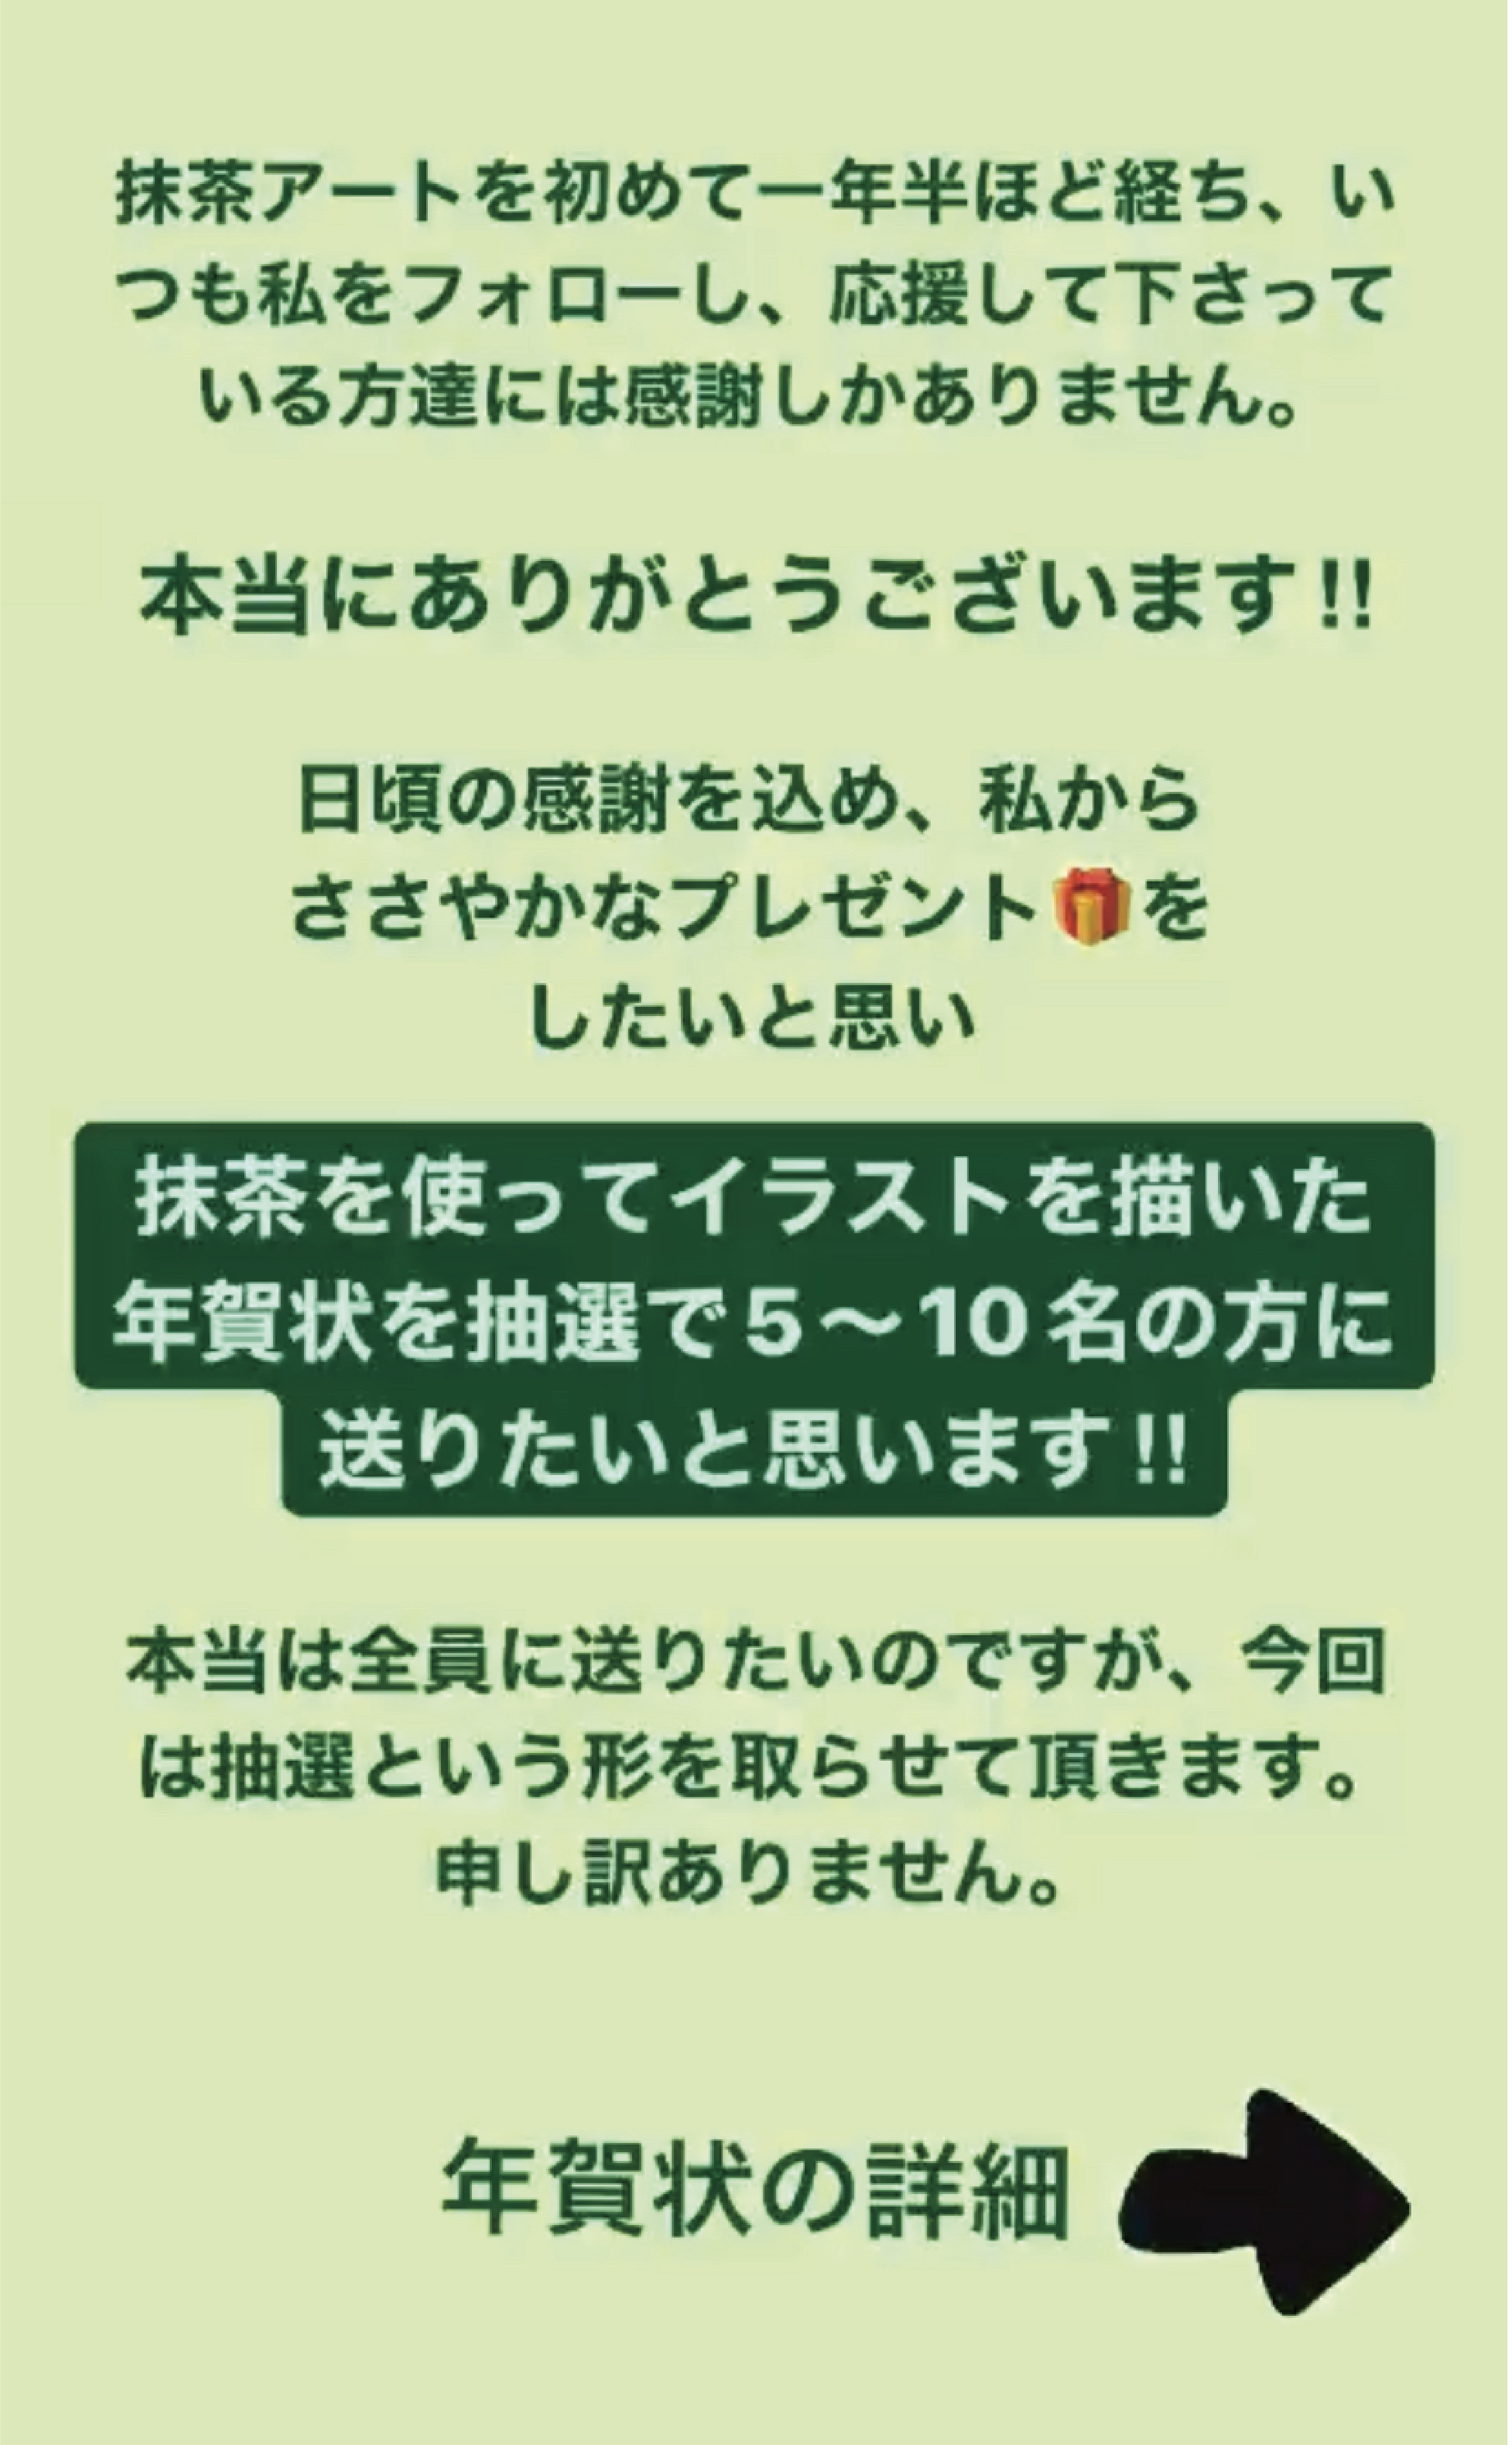 抹茶アートを初めて一年半ほど経ち、い
つも私をフォローし、応援して下さって
いる方達には感謝しかありません。
本当にありがとうございます!!
日頃の感謝を込め、私から
ささやかなプレゼント🎁を
したいと思い
抹茶を使ってイラストを描いた
年賀状を抽選で5〜10名の方に
送りたいと思います!!
本当は全員に送りたいのですが、今回
は抽選という形を取らせて頂きます。
申し訳ありません。
年賀状の詳細